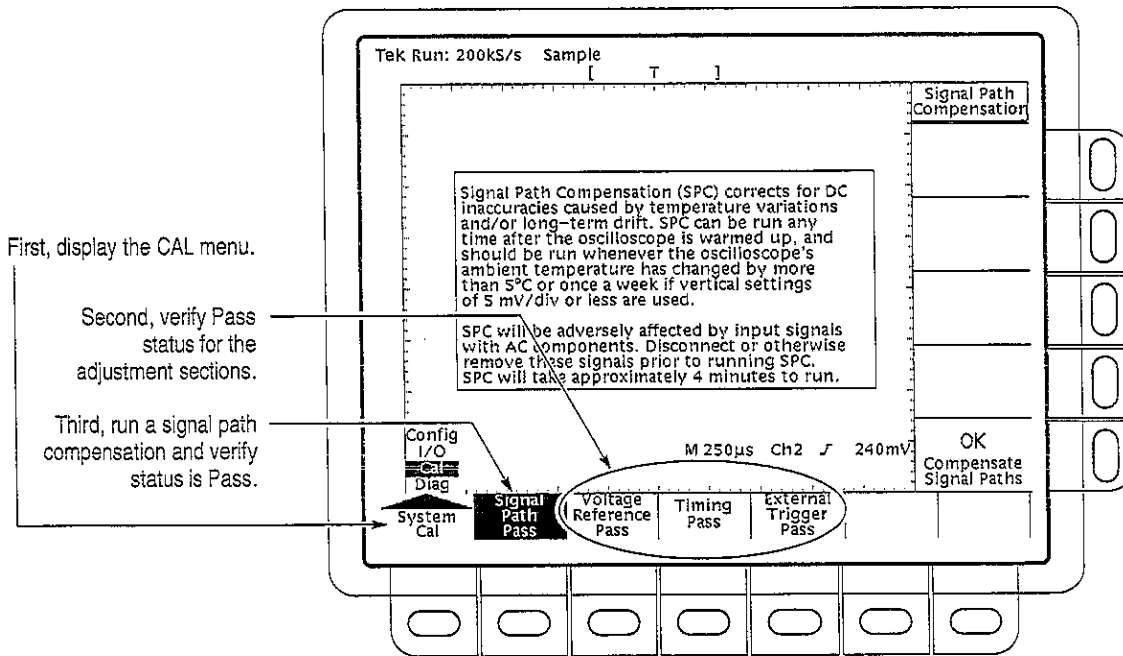 Tek Run: 200kS/s Sample
[ T ]
Signal Path
Compensation
Signal Path Compensation (SPC) corrects for DC
inaccuracies caused by temperature variations
and/or long-term drift. SPC can be run any
time after the oscilloscope is warmed up, and
should be run whenever the oscilloscope's
ambient temperature has changed by more
than 5°C or once a week if vertical settings
of 5 mV/div or less are used.
SPC will be adversely affected by input signals
with AC components. Disconnect or otherwise
remove these signals prior to running SPC.
SPC will take approximately 4 minutes to run.
First, display the CAL menu.
Second, verify Pass
status for the
adjustment sections.
Third, run a signal path
compensation and verify
status is Pass.
Config
I/O
Cal
Diag
M 250µs Ch2 ƒ 240mV
OK
Compensate
Signal Paths
System
Cal
Signal
Path
Pass
Voltage
Reference
Pass
Timing
Pass
External
Trigger
Pass